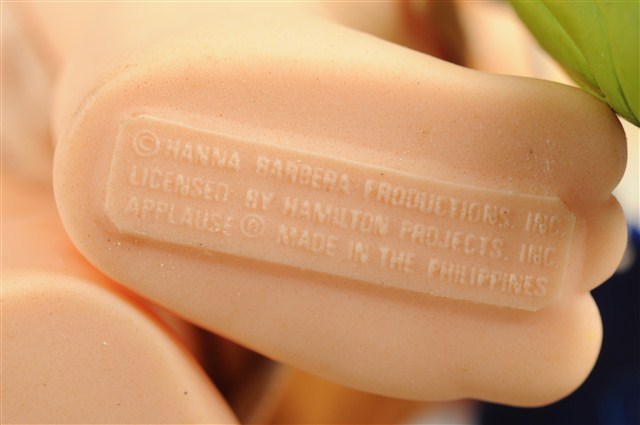 © HANNA BARBERA PRODUCTIONS, INC.
LICENSED BY HAMILTON PROJECTS, INC
APPLAUSE © MADE IN THE PHILIPPINES